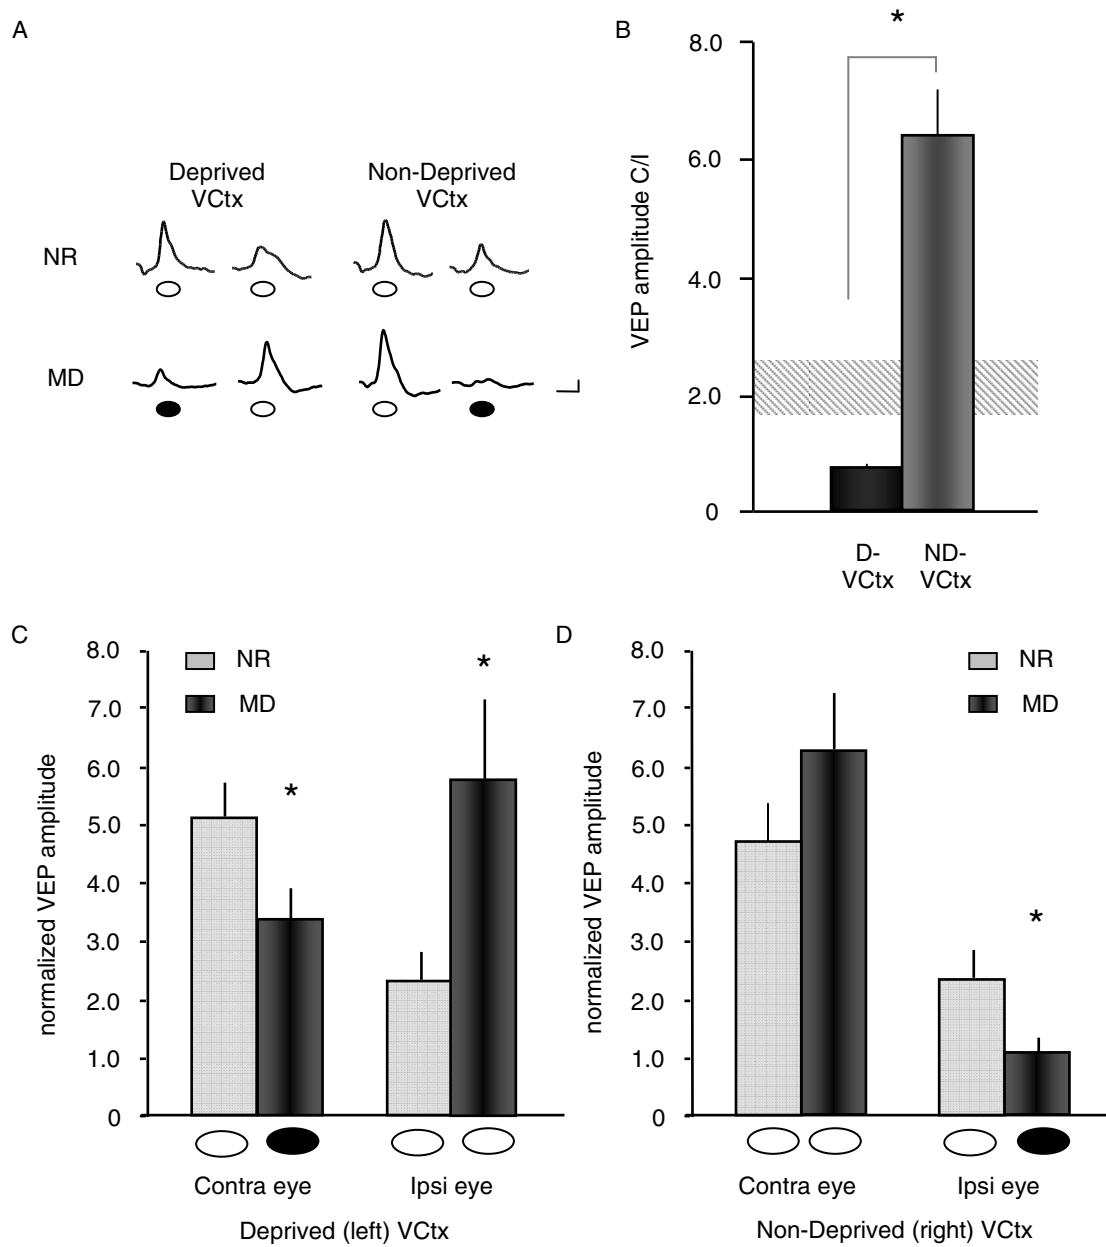 A
Deprived
VCtx
Non-Deprived
VCtx
NR
MD
B
*
8.0
6.0
4.0
2.0
0
VEP amplitude C/I
D-
VCtx
ND-
VCtx
C
8.0
7.0
6.0
5.0
4.0
3.0
2.0
1.0
0
normalized VEP amplitude
NR
MD
*
*
Contra eye
Ipsi eye
Deprived (left) VCtx
D
8.0
7.0
6.0
5.0
4.0
3.0
2.0
1.0
0
normalized VEP amplitude
NR
MD
*
Contra eye
Ipsi eye
Non-Deprived (right) VCtx